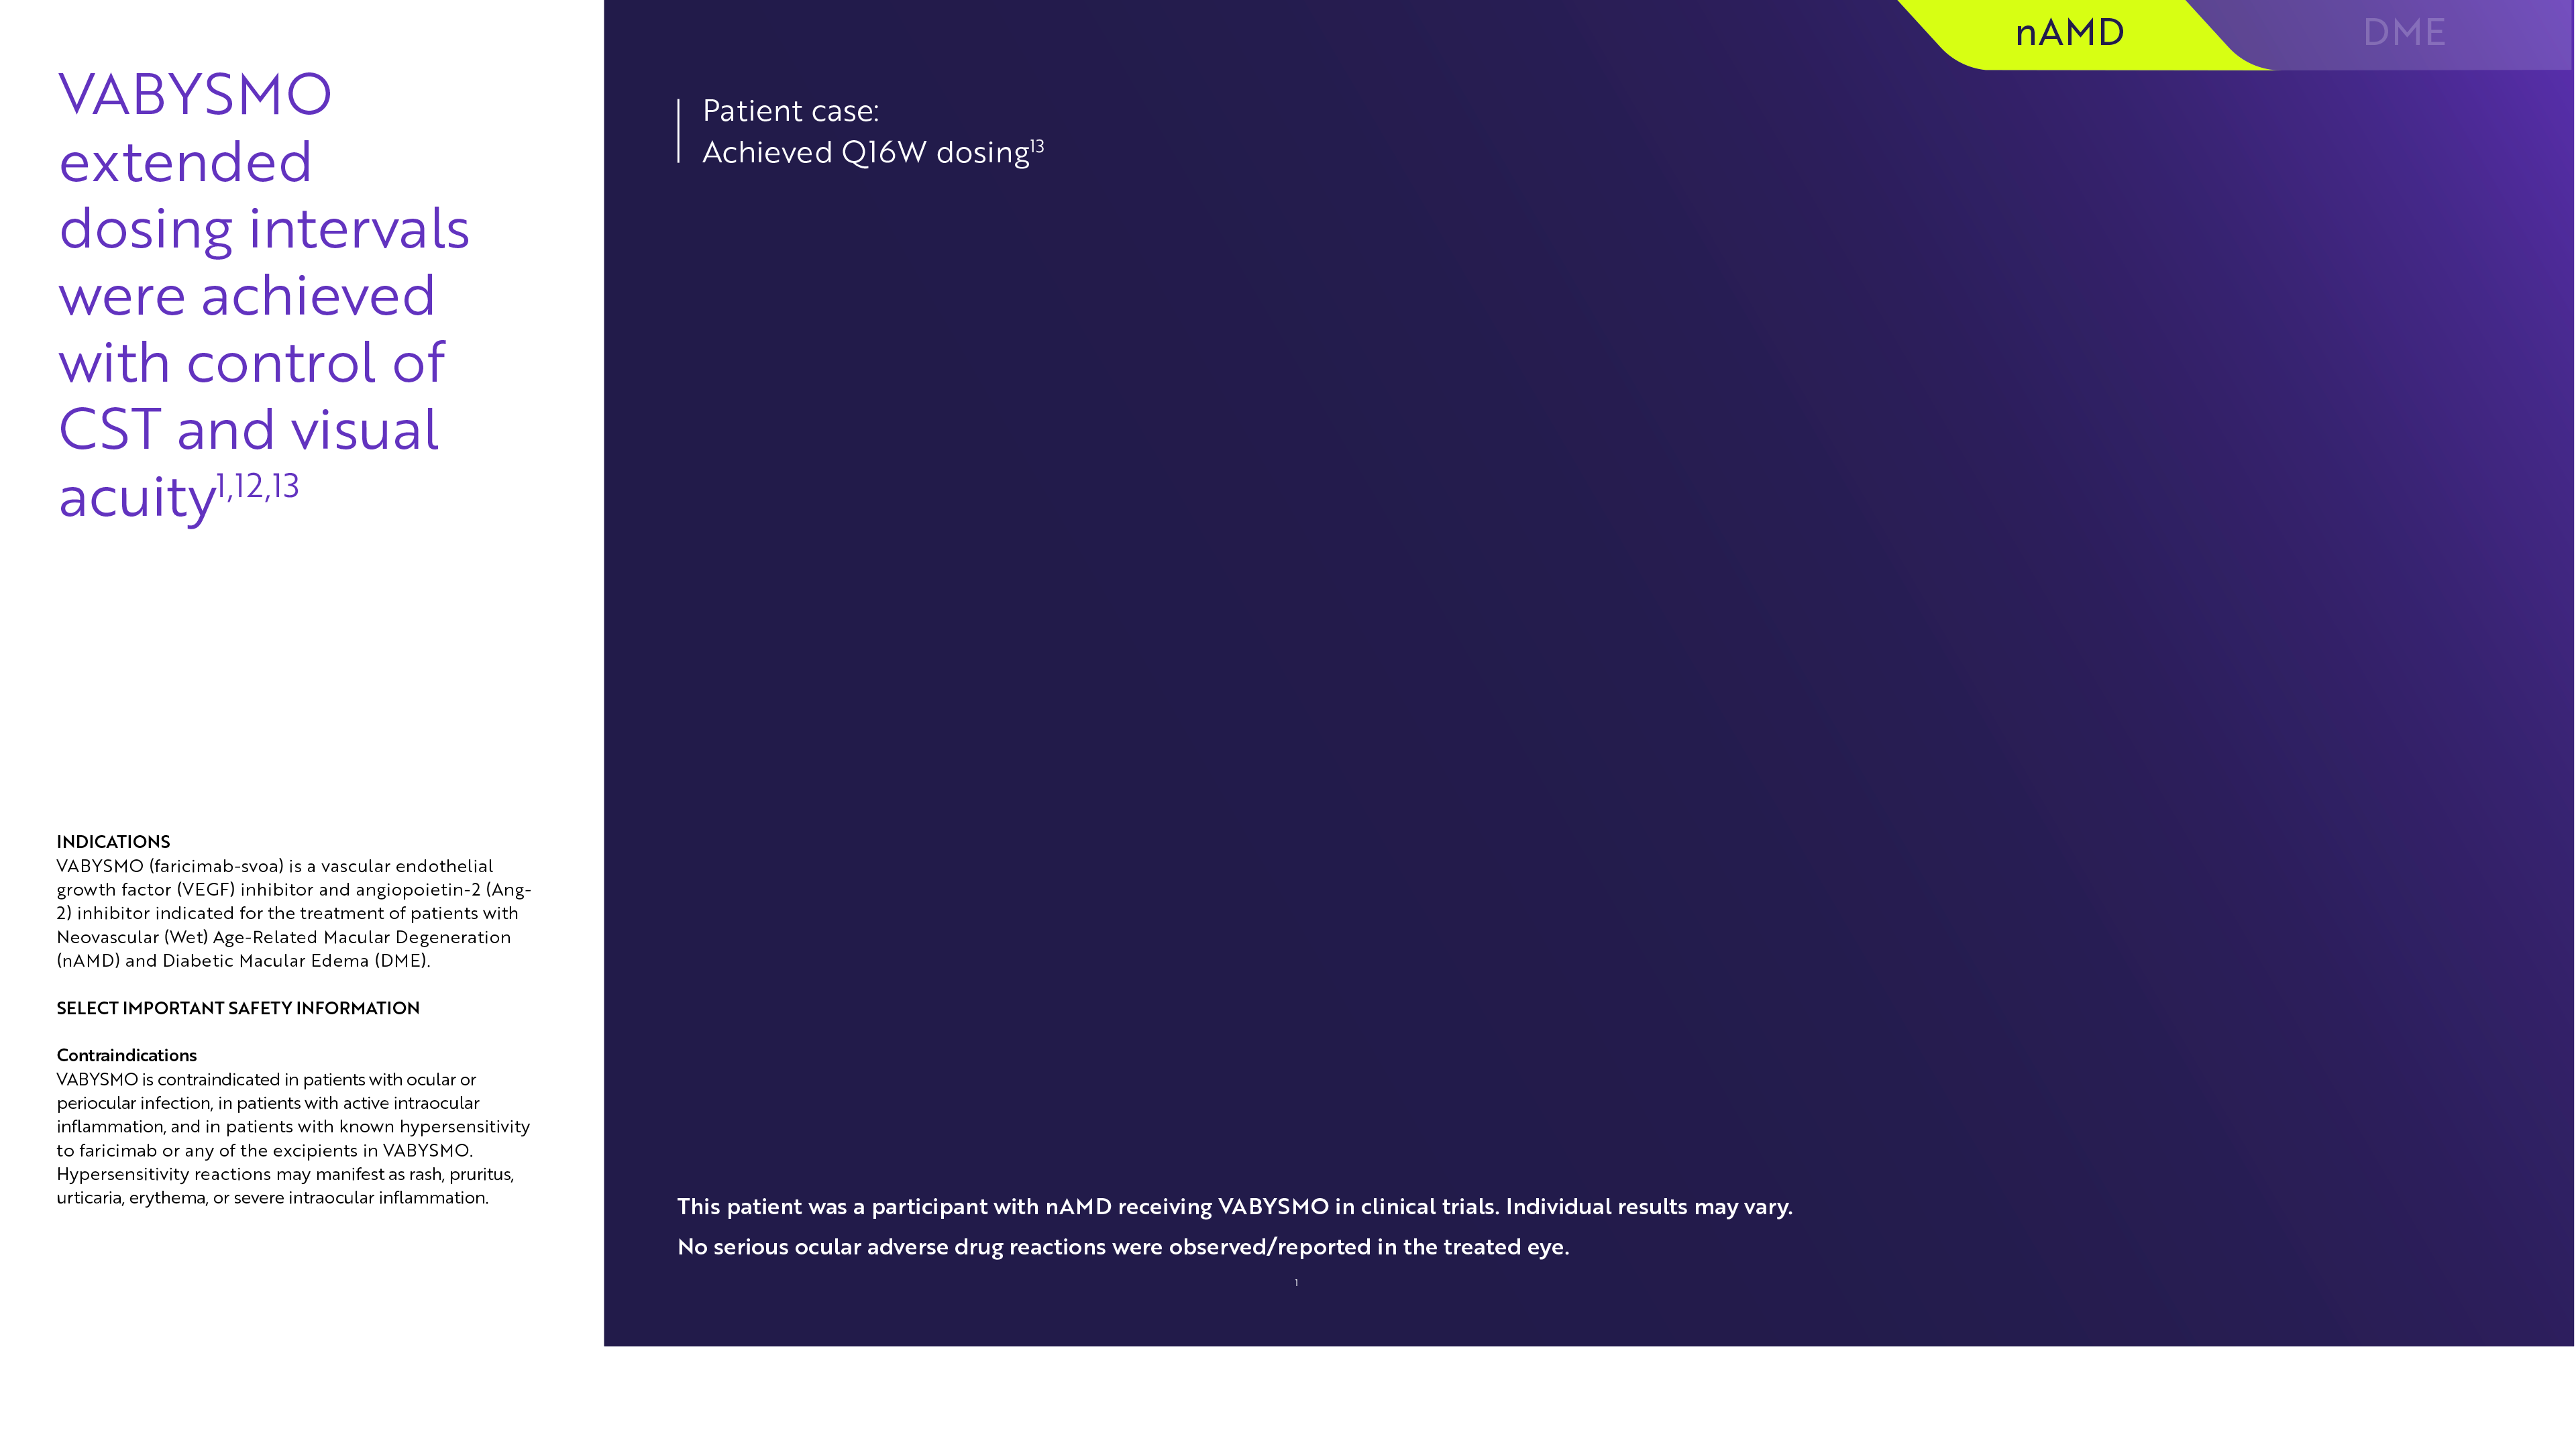 VABYSMO
extended
dosing intervals
were achieved
with control of
CST and visual
acuity1,12,13
INDICATIONS
VABYSMO (faricimab-svoa) is a vascular endothelial
growth factor (VEGF) inhibitor and angiopoietin-2 (Ang-
2) inhibitor indicated for the treatment of patients with
Neovascular (Wet) Age-Related Macular Degeneration
(nAMD) and Diabetic Macular Edema (DME).
SELECT IMPORTANT SAFETY INFORMATION
Contraindications
VABYSMO is contraindicated in patients with ocular or
periocular infection, in patients with active intraocular
inflammation, and in patients with known hypersensitivity
to faricimab or any of the excipients in VABYSMO.
Hypersensitivity reactions may manifest as rash, pruritus,
urticaria, erythema, or severe intraocular inflammation.
nAMD
DME
Patient case:
Achieved Q16W dosing13
This patient was a participant with nAMD receiving VABYSMO in clinical trials. Individual results may vary.
No serious ocular adverse drug reactions were observed/reported in the treated eye.
1